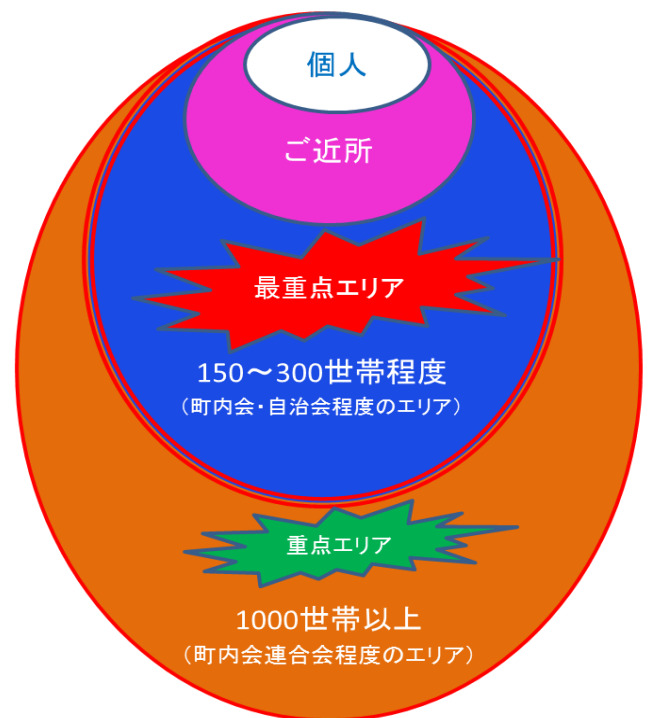 個人
ご近所
最重点エリア
150～300世帯程度
（町内会・自治会程度のエリア）
重点エリア
1000世帯以上
（町内会連合会程度のエリア）